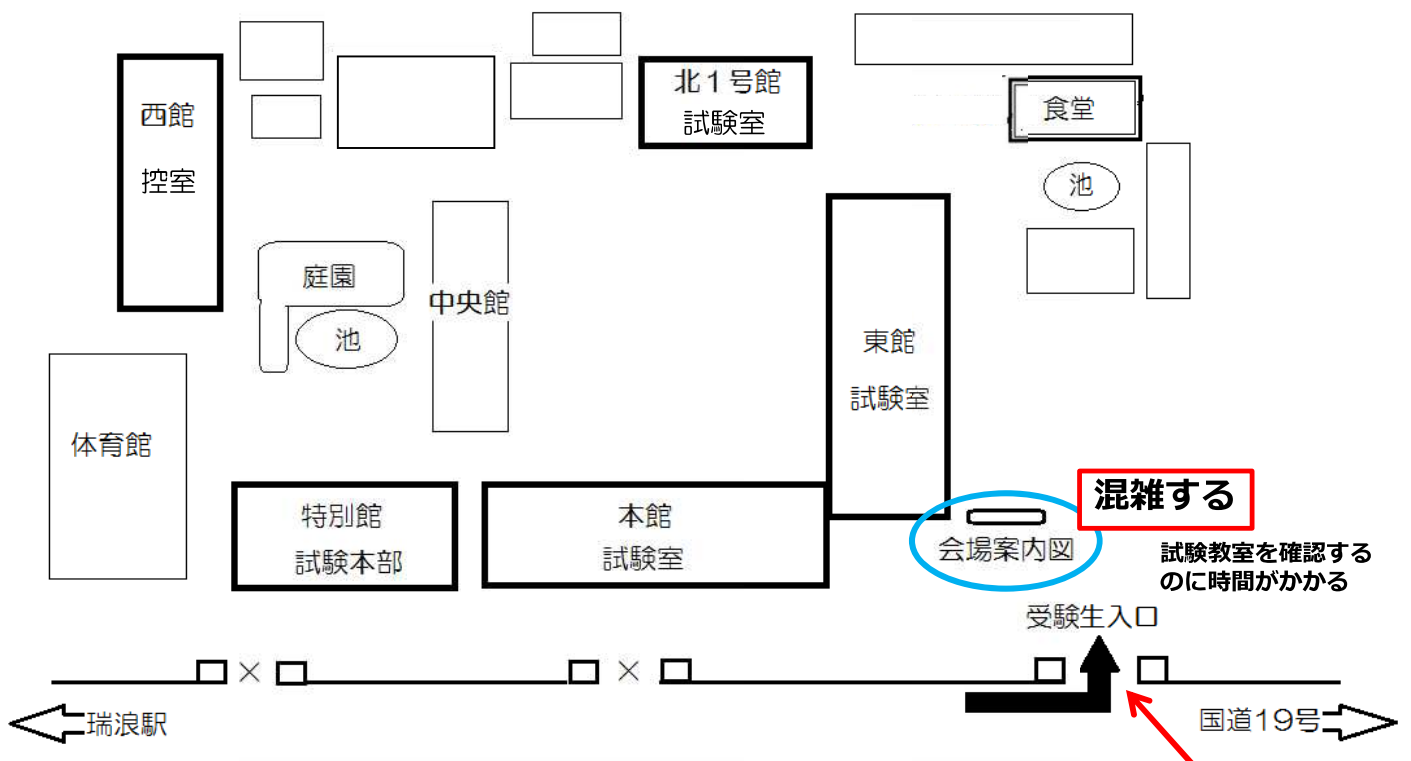 北１号館
試験室
西館
控室
食堂
池
庭園
中央館
池
東館
試験室
体育館
混雑する
特別館
試験本部
本館
試験室
会場案内図
試験教室を確認する
のに時間がかかる
受験生入口
×
×
瑞浪駅
国道19号